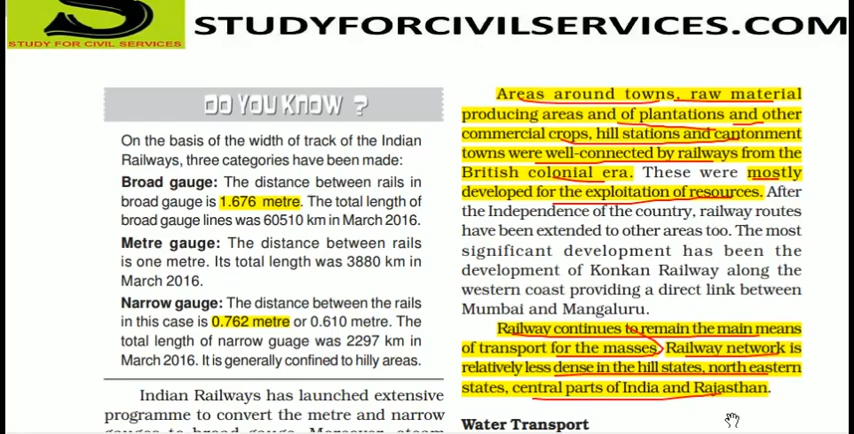 STUDYFORCIVILSERVICES.COM
S
STUDY FOR CIVIL SERVICES
DO YOU KNOW ?
On the basis of the width of track of the Indian
Railways, three categories have been made:
Broad gauge: The distance between rails in
broad gauge is 1.676 metre. The total length of
broad gauge lines was 60510 km in March 2016.
Metre gauge: The distance between rails
is one metre. Its total length was 3880 km in
March 2016.
Narrow gauge: The distance between the rails
in this case is 0.762 metre or 0.610 metre. The
total length of narrow guage was 2297 km in
March 2016. It is generally confined to hilly areas.
Indian Railways has launched extensive
programme to convert the metre and narrow
gauges to broad gauge. Moreover, steam
Areas around towns, raw material
producing areas and of plantations and other
commercial crops, hill stations and cantonment
towns were well-connected by railways from the
British colonial era. These were mostly
developed for the exploitation of resources. After
the Independence of the country, railway routes
have been extended to other areas too. The most
significant development has been the
development of Konkan Railway along the
western coast providing a direct link between
Mumbai and Mangaluru.
Railway continues to remain the main means
of transport for the masses. Railway network is
relatively less dense in the hill states, north eastern
states, central parts of India and Rajasthan.
Water Transport